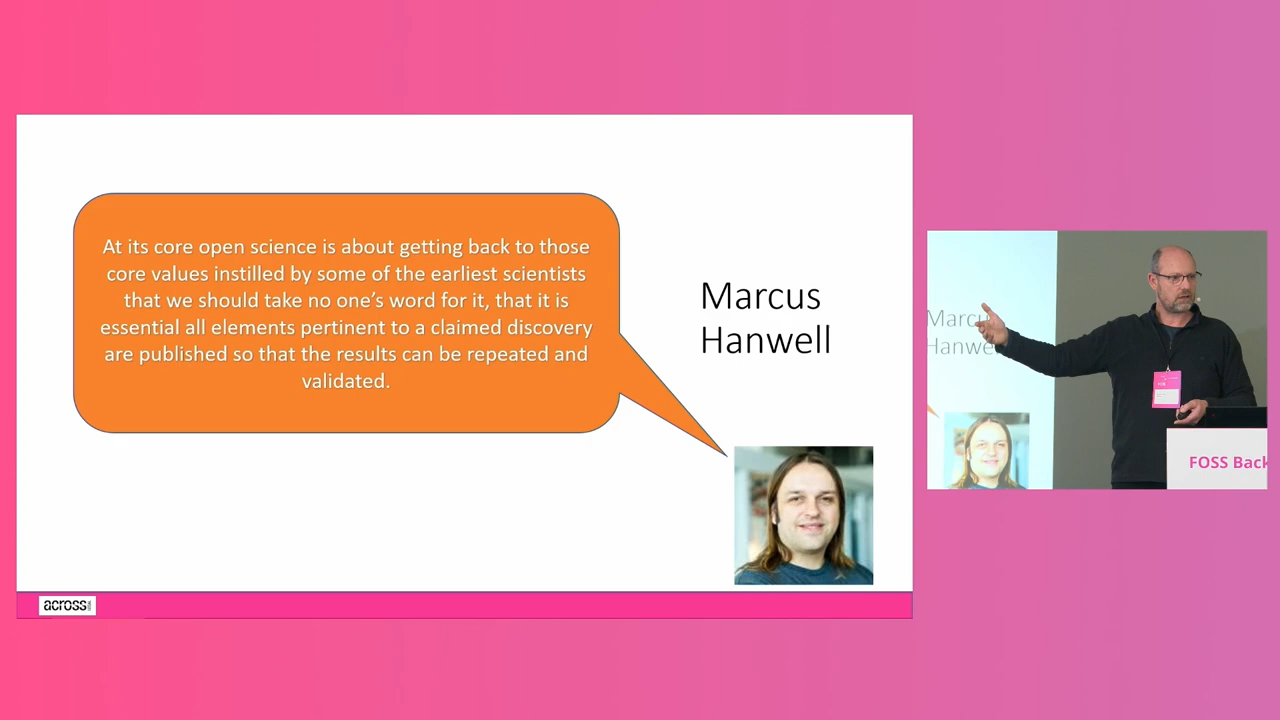 At its core open science is about getting back to those
core values instilled by some of the earliest scientists
that we should take no one's word for it, that it is
essential all elements pertinent to a claimed discovery
are published so that the results can be repeated and
validated.
Marcus
Hanwell
across
Marcu
Hanwe
FOSS Back